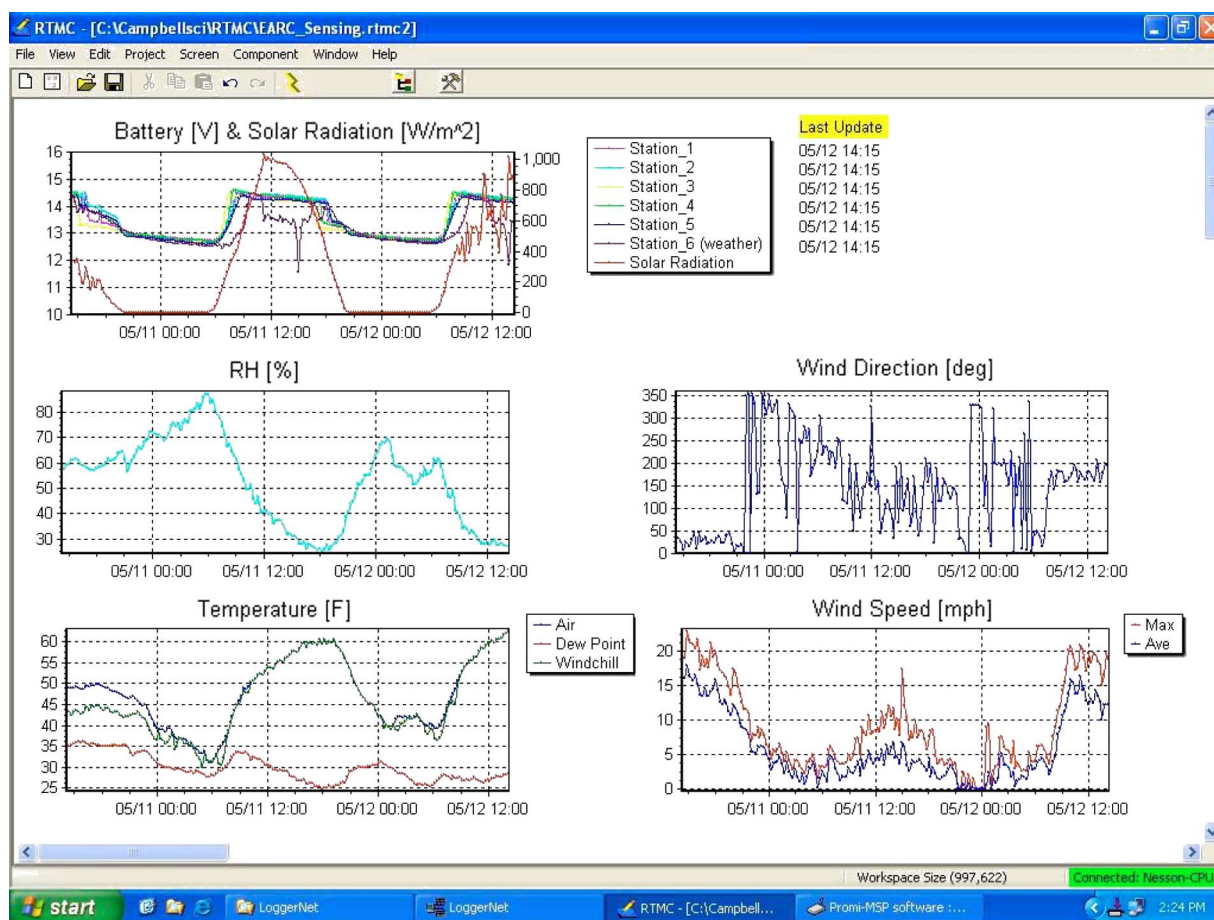 RTMC - [C:\Campbellsci\RTMC\EARC_Sensing.rtmc2]
File View Edit Project Screen Component Window Help
Battery [V] & Solar Radiation [W/m^2]
16
15
14
13
12
11
10
1,000
800
600
400
200
0
05/11 00:00 05/11 12:00 05/12 00:00 05/12 12:00
Station_1
Station_2
Station_3
Station_4
Station_5
Station_6 (weather)
Solar Radiation
Last Update
05/12 14:15
05/12 14:15
05/12 14:15
05/12 14:15
05/12 14:15
05/12 14:15
RH [%]
80
70
60
50
40
30
05/11 00:00 05/11 12:00 05/12 00:00 05/12 12:00
Wind Direction [deg]
350
300
250
200
150
100
50
0
05/11 00:00 05/11 12:00 05/12 00:00 05/12 12:00
Temperature [F]
60
55
50
45
40
35
30
25
05/11 00:00 05/11 12:00 05/12 00:00 05/12 12:00
Air
Dew Point
Windchill
Wind Speed [mph]
20
15
10
5
0
05/11 00:00 05/11 12:00 05/12 00:00 05/12 12:00
Max
Ave
Workspace Size (997,622) Connected: Nesson-CPU
start LoggerNet LoggerNet RTMC - [C:\Campbell... Promi-MSP software :... 2:24 PM